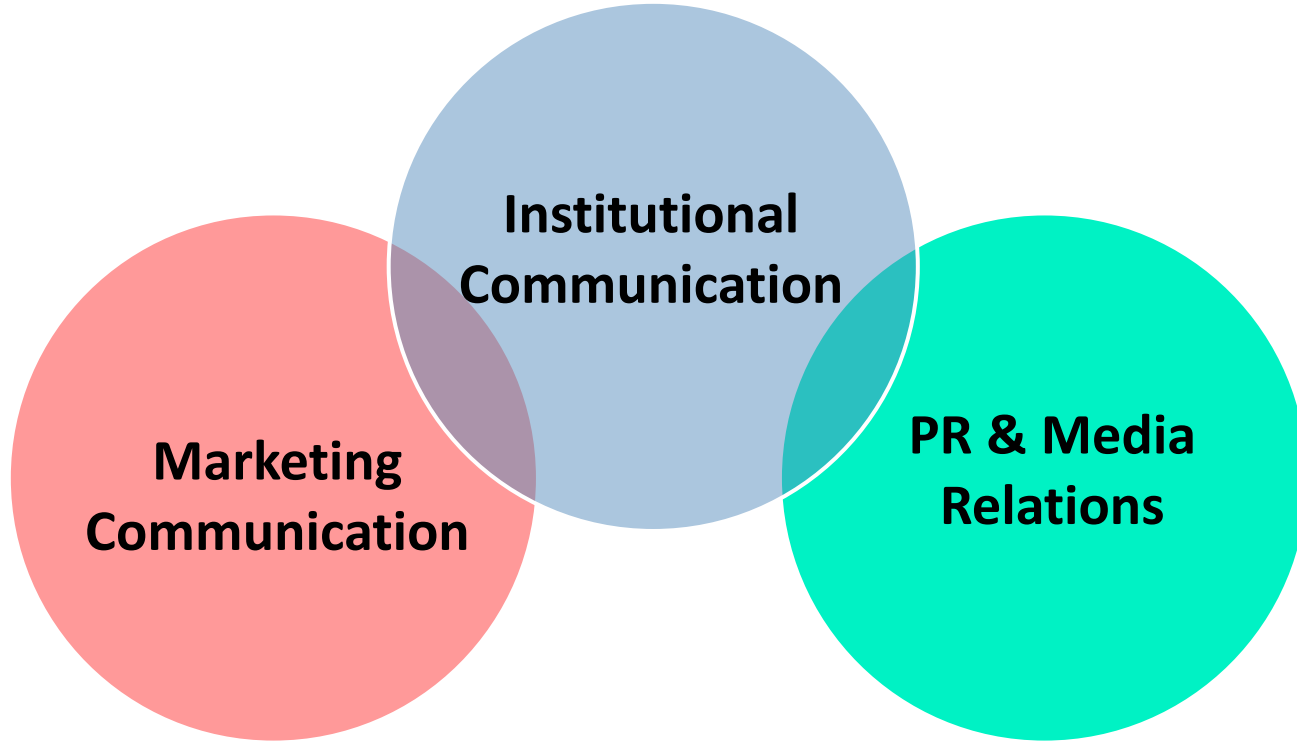 Institutional
Communication
Marketing
Communication
PR & Media
Relations